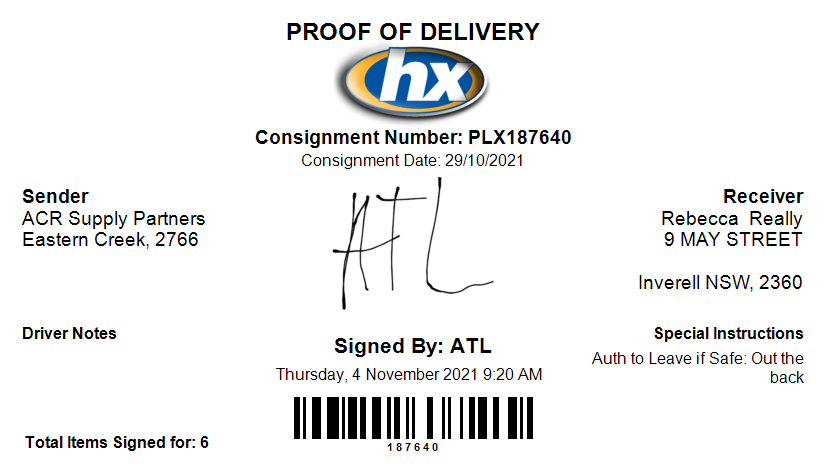 PROOF OF DELIVERY
hx
Consignment Number: PLX187640
Consignment Date: 29/10/2021
Sender
ACR Supply Partners
Eastern Creek, 2766
ATL
Receiver
Rebecca  Really
9 MAY STREET
Inverell NSW, 2360
Driver Notes
Signed By: ATL
Thursday, 4 November 2021 9:20 AM
Special Instructions
Auth to Leave if Safe: Out the
back
Total Items Signed for: 6
187640